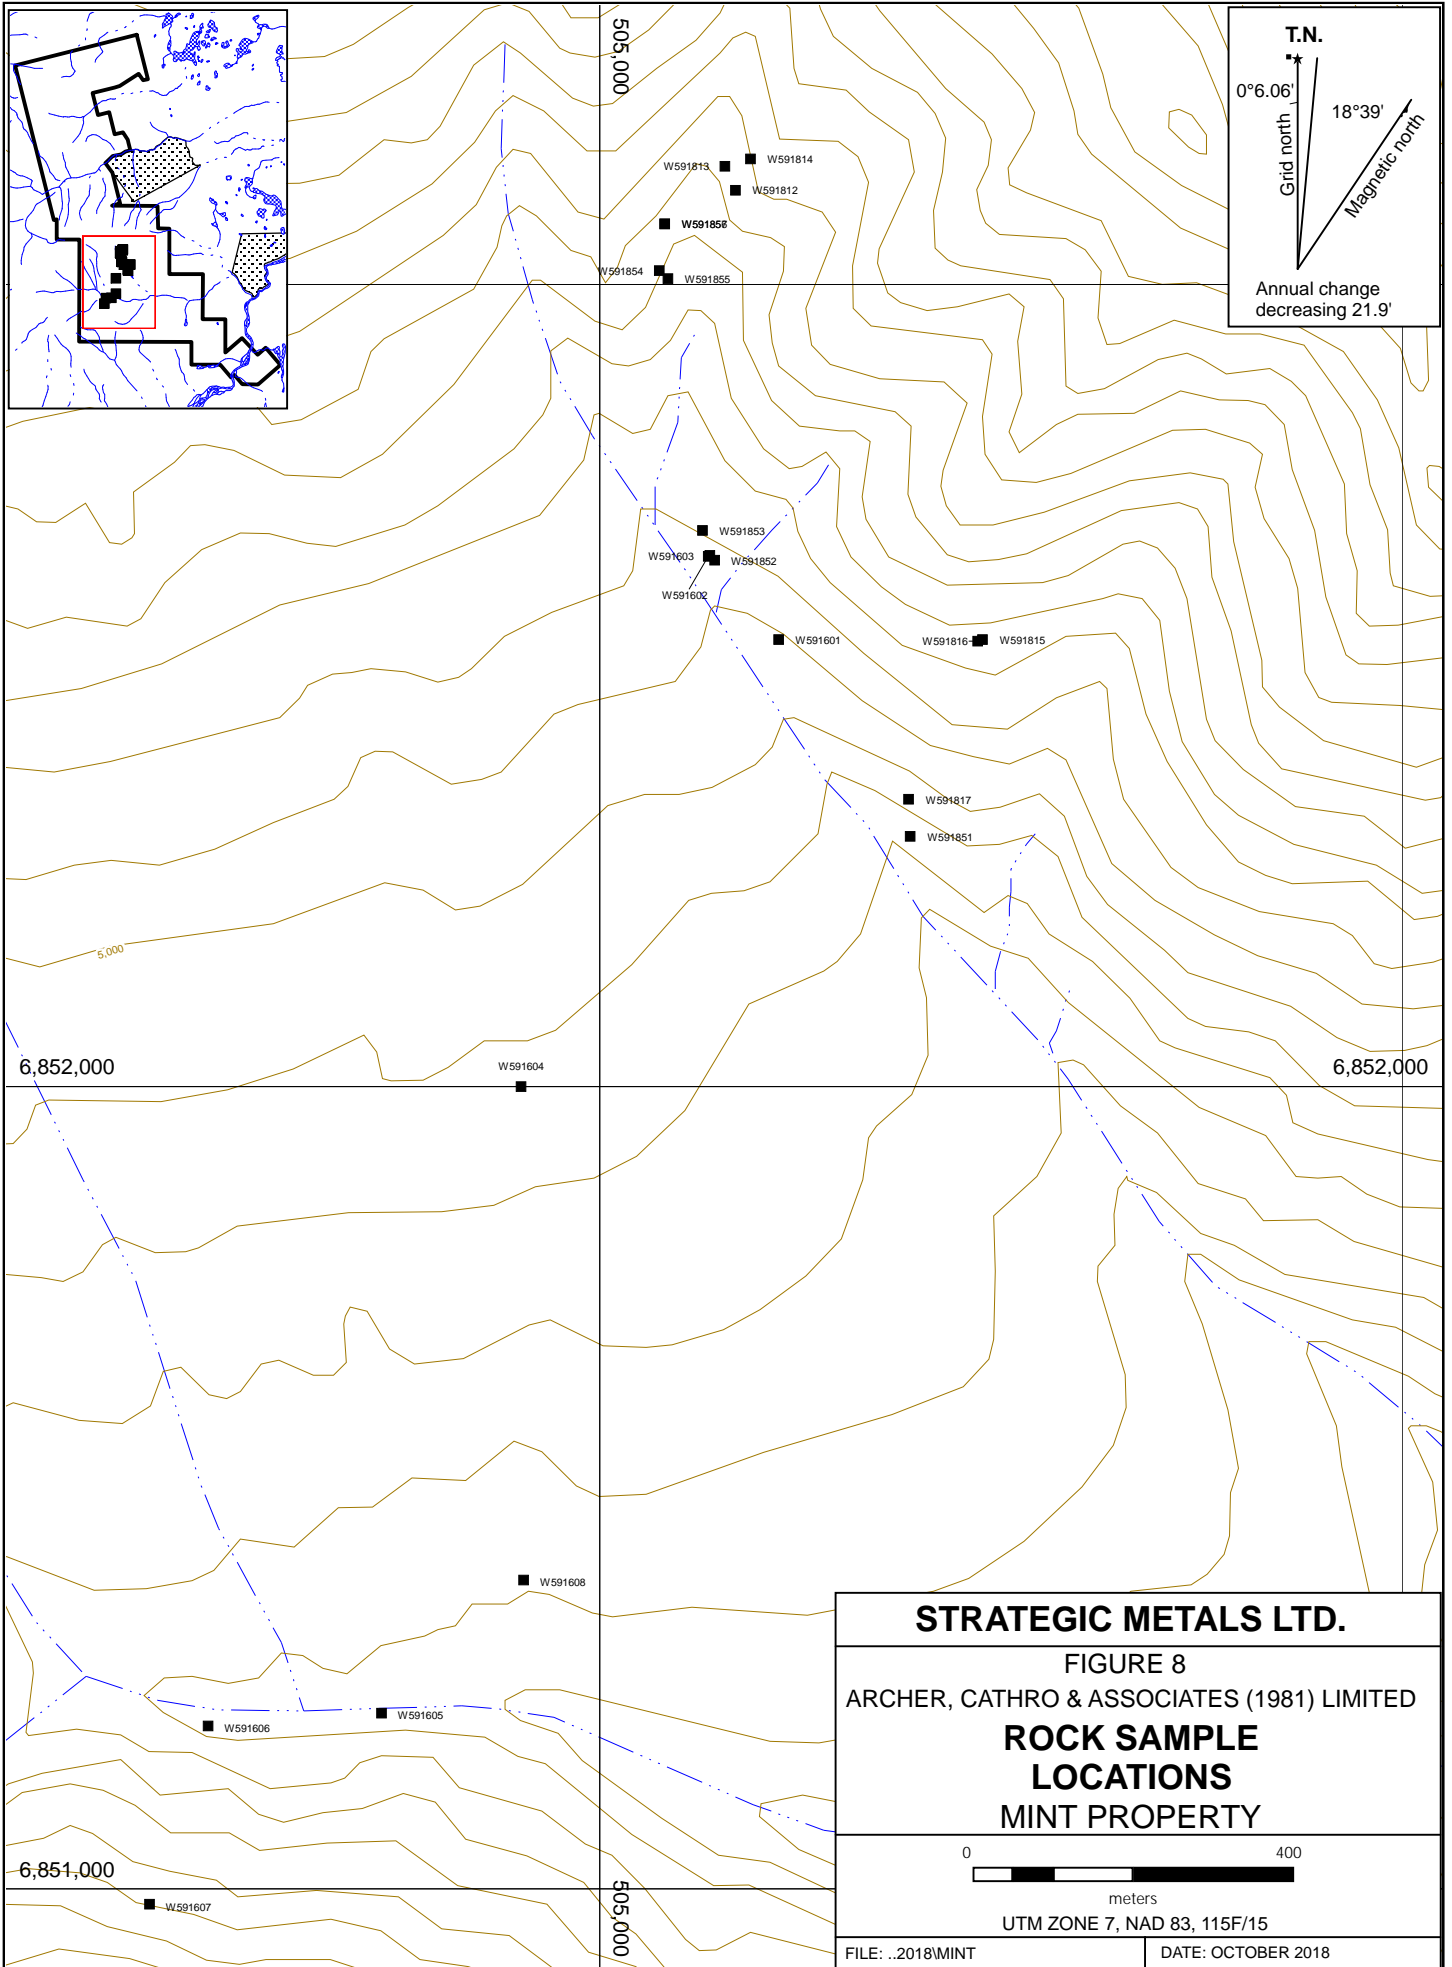 505,000
T.N.
0°6.06'
18°39'
Grid north
Magnetic north
Annual change
decreasing 21.9'
W591814
W591813
W591812
W591854
W591855
W591853
W591603
W591852
W591602
W591601
W591816
W591815
W591817
W591851
5,000
6,852,000
6,852,000
W591604
W591608
W591606
W591605
6,851,000
505,000
W591607
STRATEGIC METALS LTD.
FIGURE 8
ARCHER, CATHRO & ASSOCIATES (1981) LIMITED
ROCK SAMPLE
LOCATIONS
MINT PROPERTY
0 400
meters
UTM ZONE 7, NAD 83, 115F/15
FILE: ..2018\MINT
DATE: OCTOBER 2018